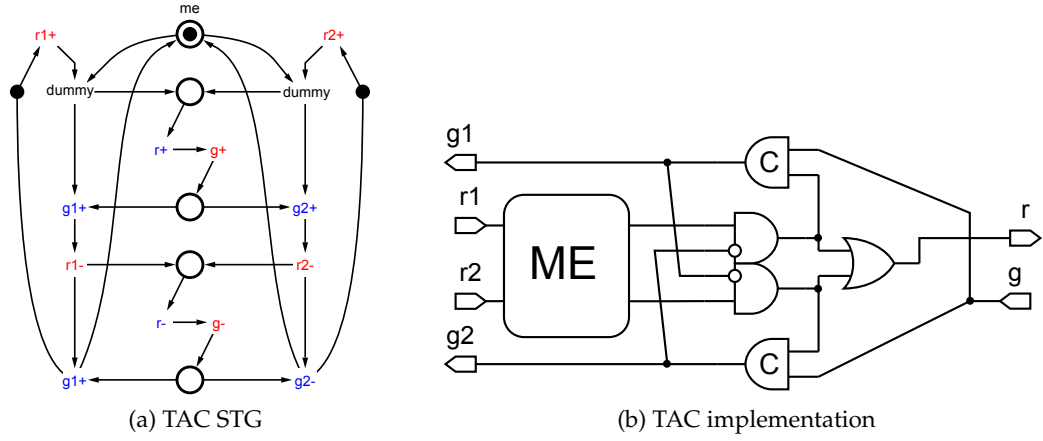 me
r1+ r2+
dummy dummy
r+ g+
g1+ g2+
r1- r2-
r- g-
g1+ g2-
(a) TAC STG
g1
r1
r2
g2
ME
C
C
r
g
(b) TAC implementation